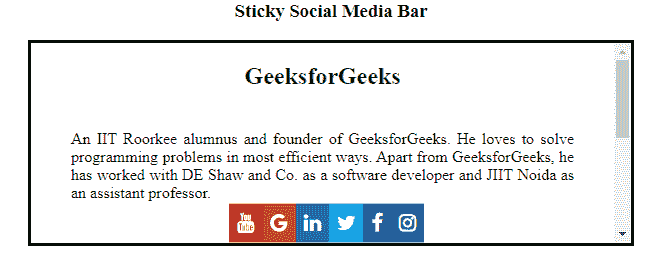 Sticky Social Media Bar
GeeksforGeeks
An IIT Roorkee alumnus and founder of GeeksforGeeks. He loves to solve
programming problems in most efficient ways. Apart from GeeksforGeeks, he
has worked with DE Shaw and Co. as a software developer and JIIT Noida as
an assistant professor.
You Tube G in f